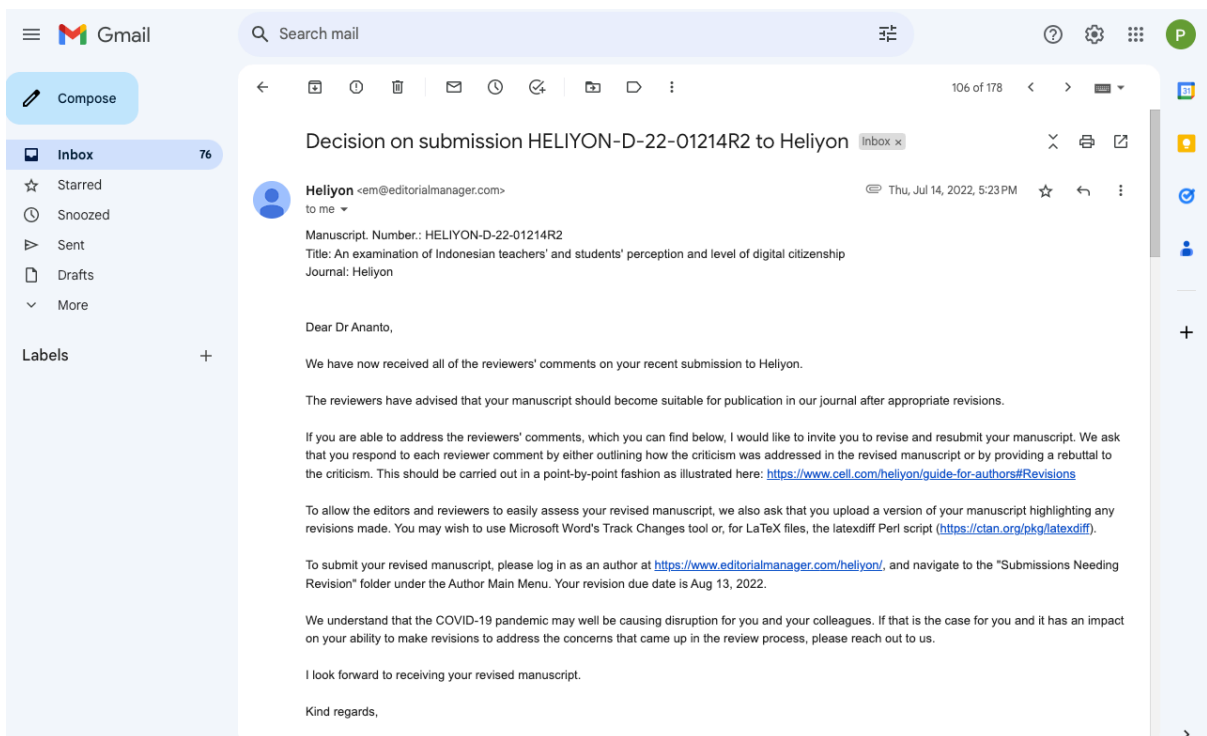 Gmail
Search mail
P
Compose
106 of 178
31
Inbox 76
Starred
Snoozed
Sent
Drafts
More
Labels
Decision on submission HELIYON-D-22-01214R2 to Heliyon Inbox x
Heliyon <em@editorialmanager.com> Thu, Jul 14, 2022, 5:23 PM
to me
Manuscript. Number.: HELIYON-D-22-01214R2
Title: An examination of Indonesian teachers' and students' perception and level of digital citizenship
Journal: Heliyon
Dear Dr Ananto,
We have now received all of the reviewers' comments on your recent submission to Heliyon.
The reviewers have advised that your manuscript should become suitable for publication in our journal after appropriate revisions.
If you are able to address the reviewers' comments, which you can find below, I would like to invite you to revise and resubmit your manuscript. We ask
that you respond to each reviewer comment by either outlining how the criticism was addressed in the revised manuscript or by providing a rebuttal to
the criticism. This should be carried out in a point-by-point fashion as illustrated here: https://www.cell.com/heliyon/guide-for-authors#Revisions
To allow the editors and reviewers to easily assess your revised manuscript, we also ask that you upload a version of your manuscript highlighting any
revisions made. You may wish to use Microsoft Word's Track Changes tool or, for LaTeX files, the latexdiff Perl script (https://ctan.org/pkg/latexdiff).
To submit your revised manuscript, please log in as an author at https://www.editorialmanager.com/heliyon/, and navigate to the "Submissions Needing
Revision" folder under the Author Main Menu. Your revision due date is Aug 13, 2022.
We understand that the COVID-19 pandemic may well be causing disruption for you and your colleagues. If that is the case for you and it has an impact
on your ability to make revisions to address the concerns that came up in the review process, please reach out to us.
I look forward to receiving your revised manuscript.
Kind regards,